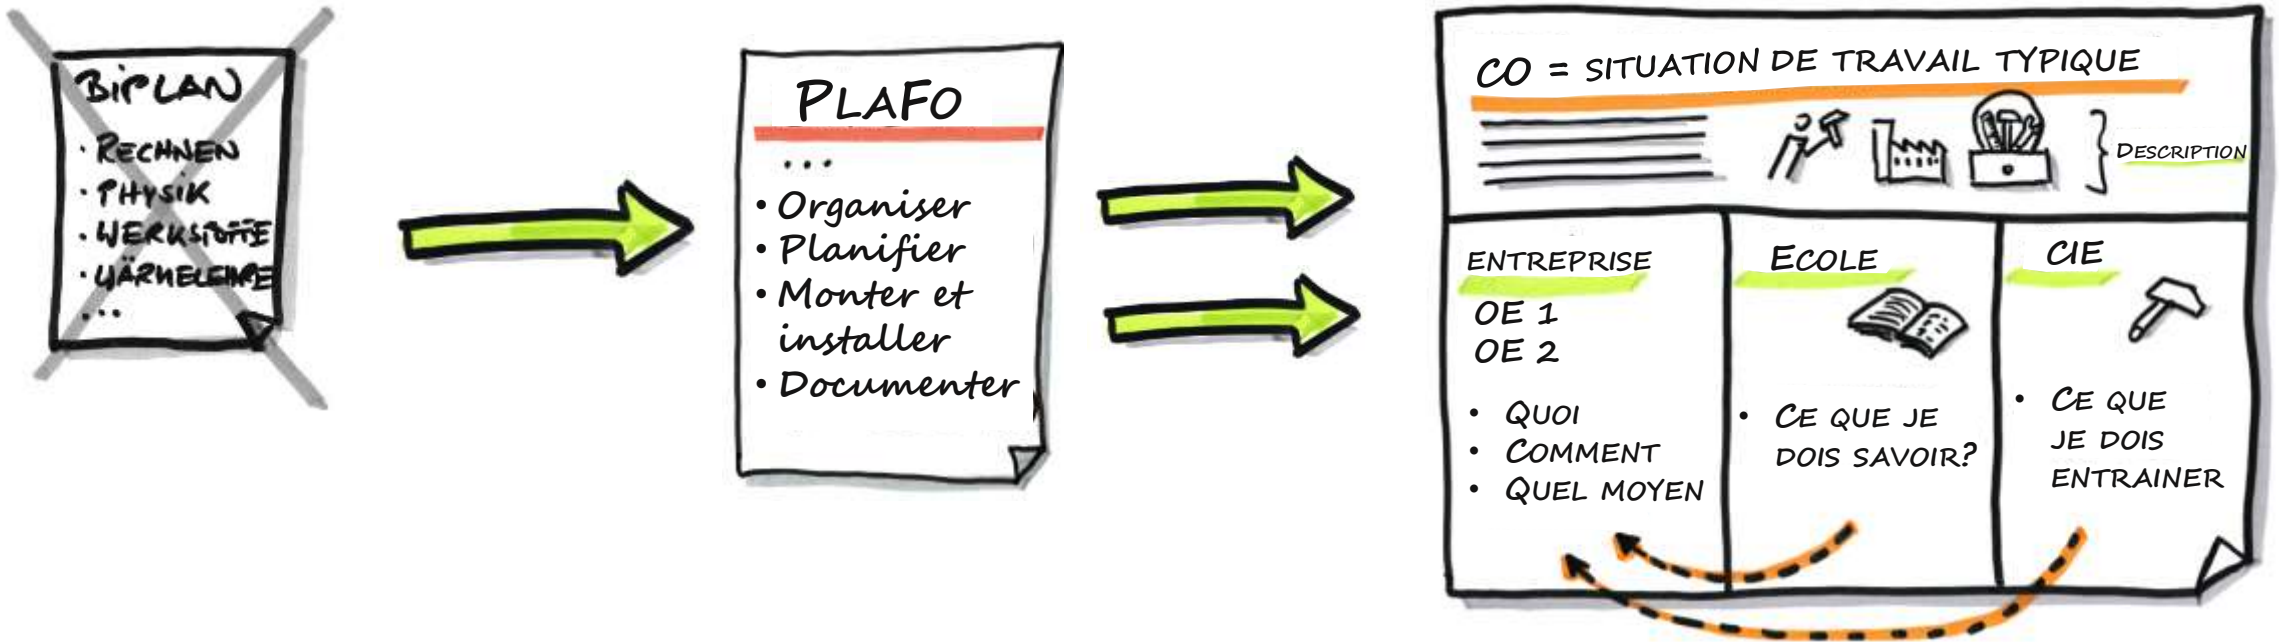 BiPLAN
· RECHNEN
· PHYSIK
· WERKSTOFFE
· WÄRMELEHRE
...
PLAFO
...
• Organiser
• Planifier
• Monter et
installer
• Documenter
CO = SITUATION DE TRAVAIL TYPIQUE
DESCRIPTION
ENTREPRISE
OE 1
OE 2
• QUOI
• COMMENT
• QUEL MOYEN
ECOLE
• CE QUE JE
DOIS SAVOIR?
CIE
• CE QUE
JE DOIS
ENTRAINER